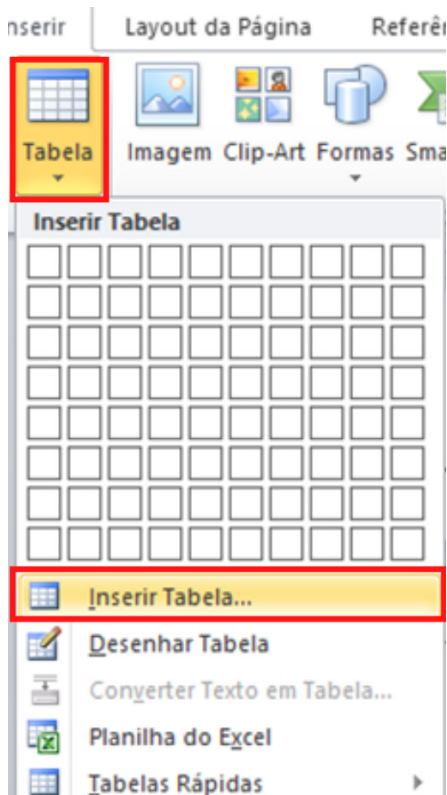 nserir Layout da Página Referê
Tabela Imagem Clip-Art Formas Sma
Inserir Tabela
Inserir Tabela...
Desenhar Tabela
Converter Texto em Tabela...
Planilha do Excel
Tabelas Rápidas